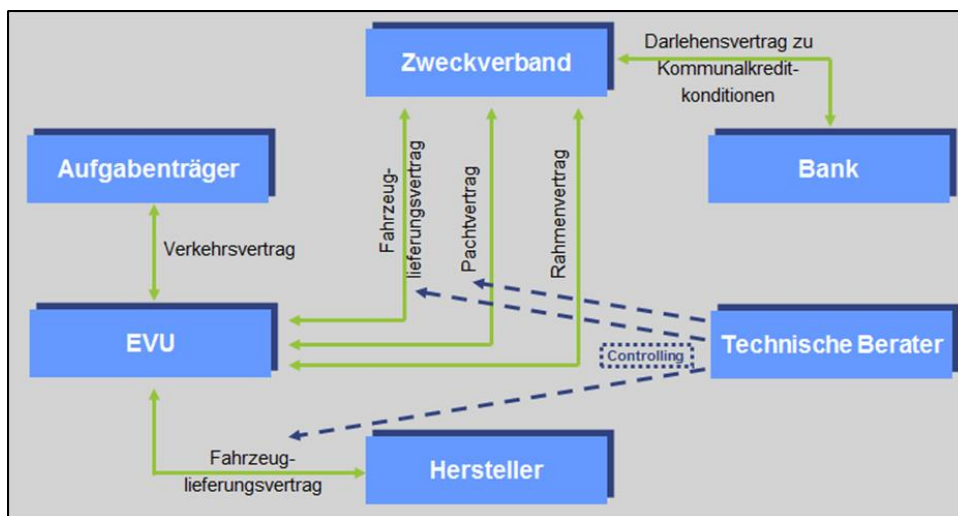 Zweckverband
Darlehensvertrag zu
Kommunalkredit-
konditionen
Aufgabenträger
Bank
Verkehrsvertrag
Fahrzeug-
lieferungsvertrag
Pachtvertrag
Rahmenvertrag
EVU
Controlling
Technische Berater
Fahrzeug-
lieferungsvertrag
Hersteller